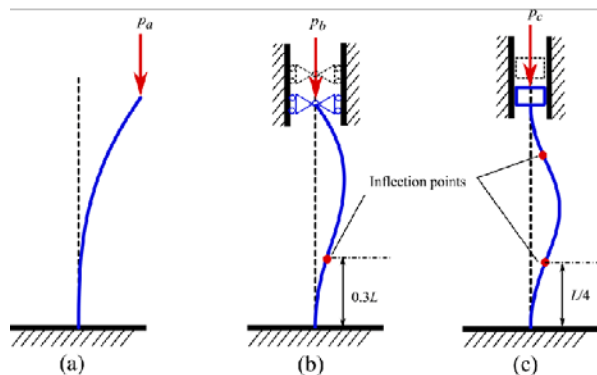 p_a
p_b
p_c
Inflection points
0.3L
L/4
(a)
(b)
(c)